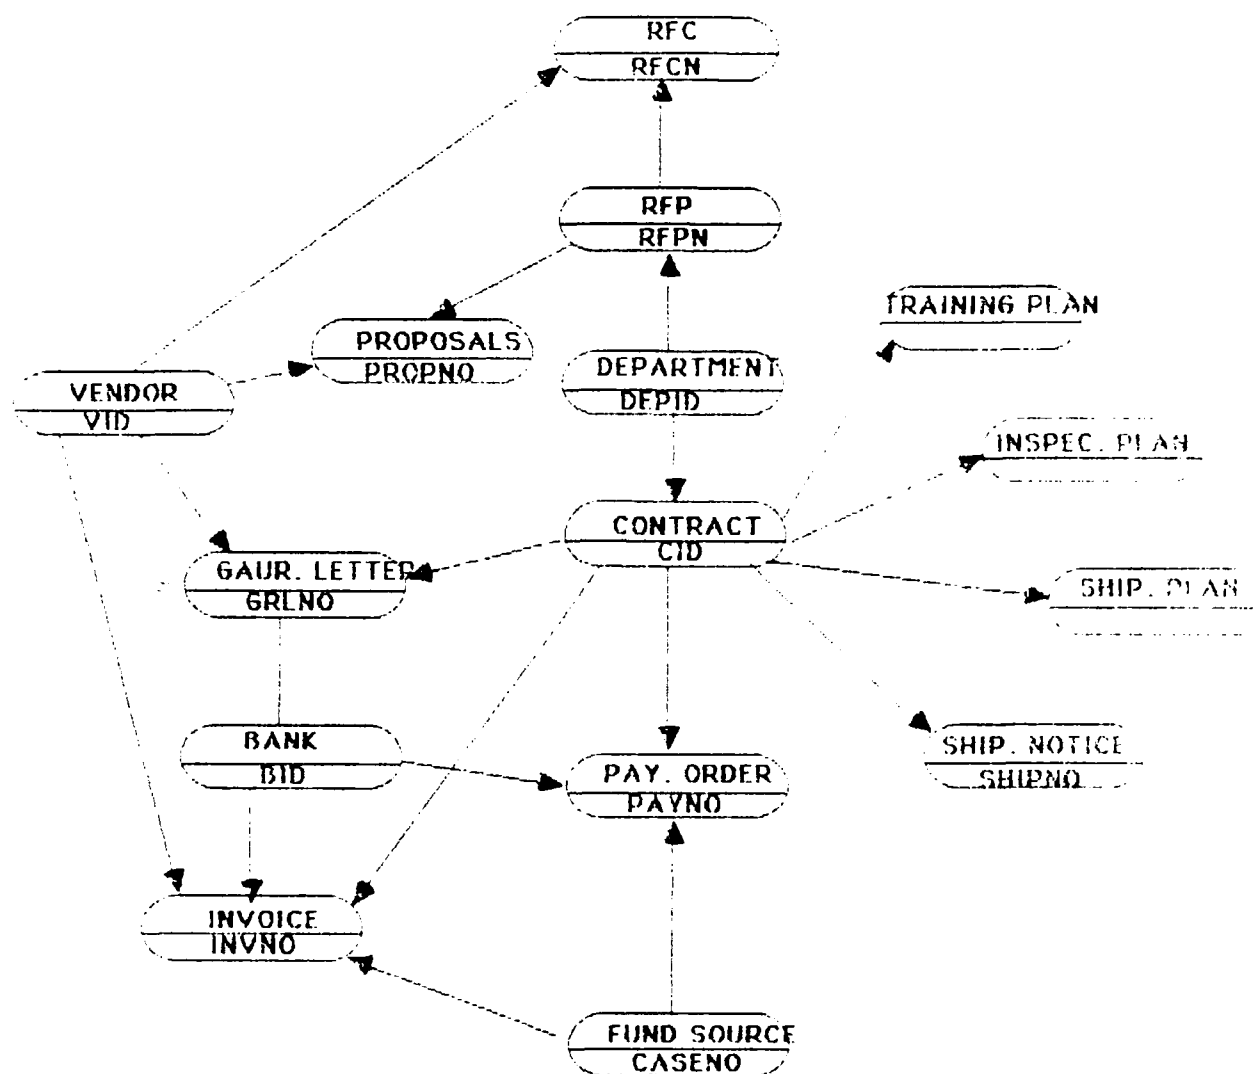 RFC
RFCN
RFP
RFPN
TRAINING PLAN
PROPOSALS
PROPNO
DEPARTMENT
DEPID
VENDOR
VID
INSPEC. PLAN
CONTRACT
CID
GAUR. LETTER
GRLNO
SHIP. PLAN
BANK
BID
SHIP. NOTICE
SHIPNO
PAY. ORDER
PAYNO
INVOICE
INVNO
FUND SOURCE
CASENO